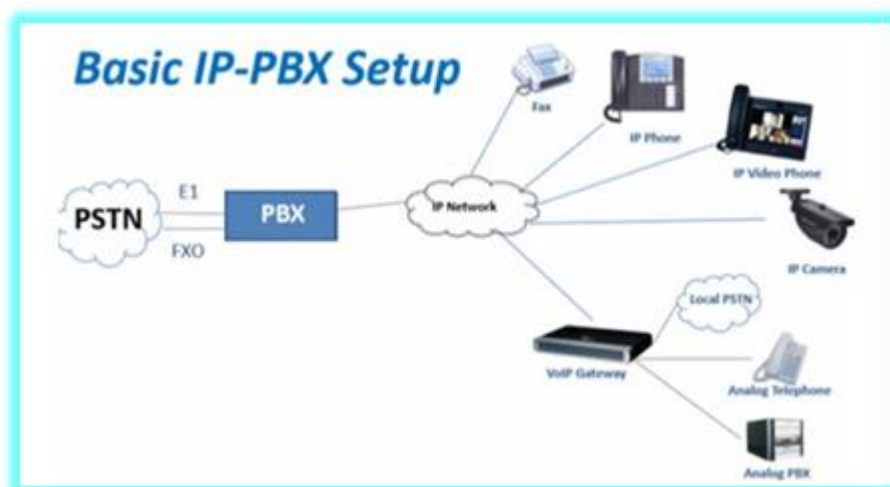 Basic IP-PBX Setup
Fax
IP Phone
IP Video Phone
E1
PSTN
PBX
IP Network
FXO
IP Camera
Local PSTN
VoIP Gateway
Analog Telephone
Analog PBX